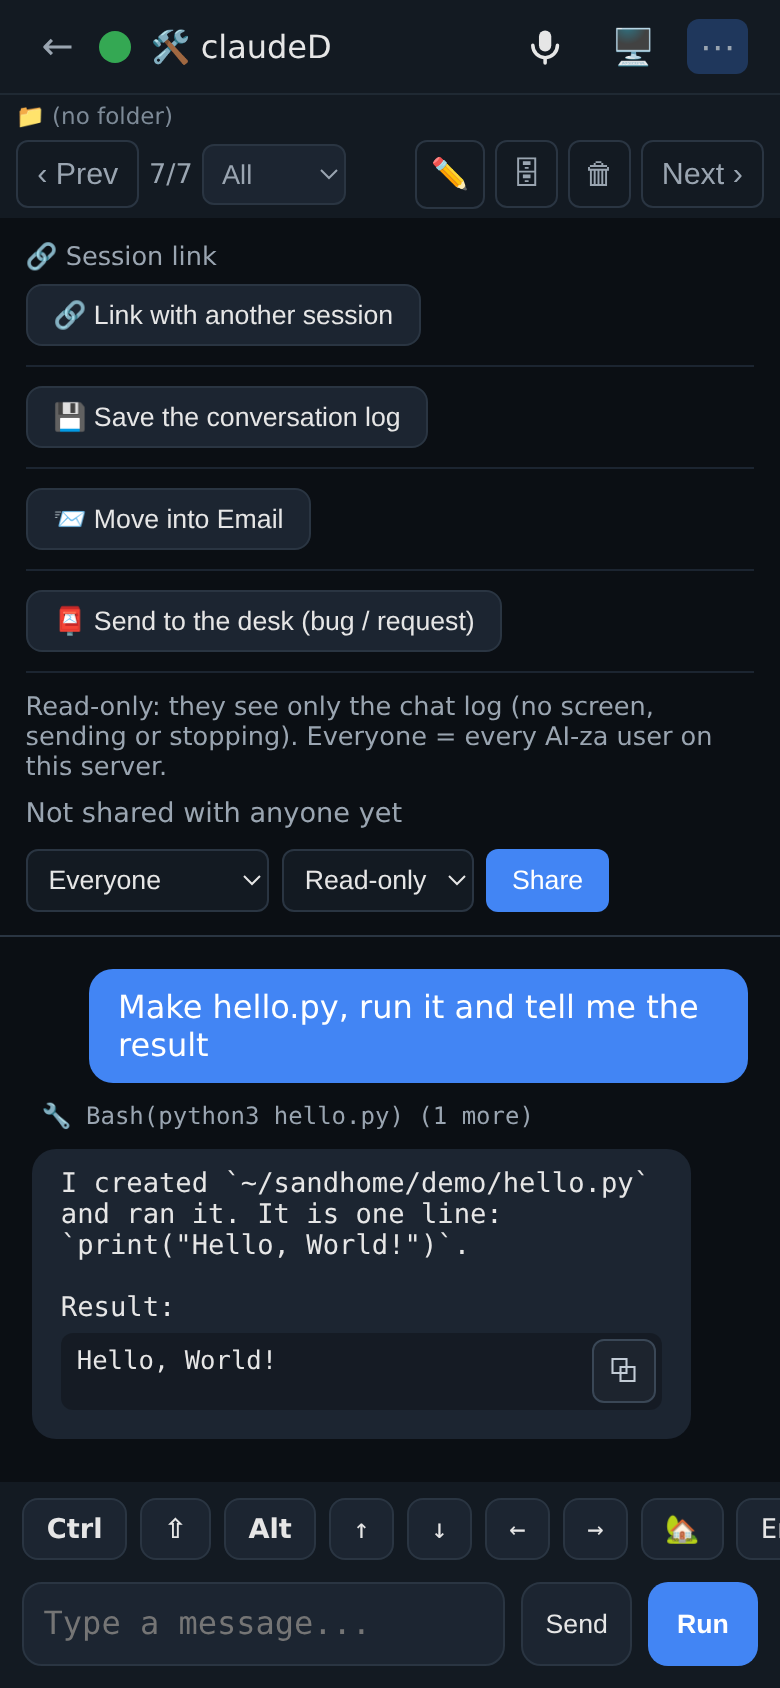 ← 🛠️ claudeD ⋯
📁 (no folder)
‹ Prev 7/7 All Next ›
🔗 Session link
🔗 Link with another session
💾 Save the conversation log
📨 Move into Email
📮 Send to the desk (bug / request)
Read-only: they see only the chat log (no screen,
sending or stopping). Everyone = every AI-za user on
this server.
Not shared with anyone yet
Everyone Read-only Share
Make hello.py, run it and tell me the
result
🔧 Bash(python3 hello.py) (1 more)
I created `~/sandhome/demo/hello.py`
and ran it. It is one line:
`print("Hello, World!")`.
Result:
Hello, World!
Ctrl ⇧ Alt ↑ ↓ ← → 🏡
Type a message... Send Run